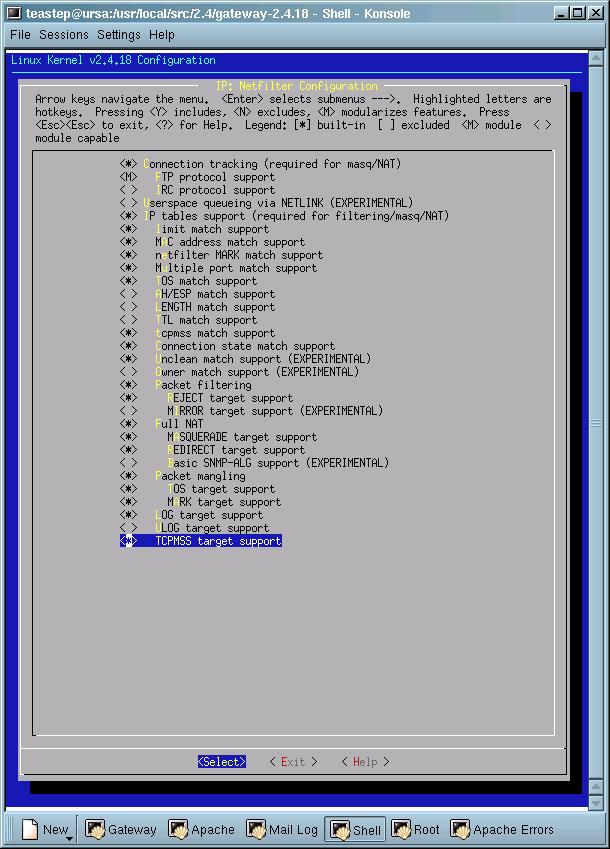 teastep@ursa:/usr/local/src/2.4/gateway-2.4.18 - Shell - Konsole
File Sessions Settings Help
Linux Kernel v2.4.18 Configuration
IP: Netfilter Configuration
Arrow keys navigate the menu. <Enter> selects submenus --->. Highlighted letters are
hotkeys. Pressing <Y> includes, <N> excludes, <M> modularizes features. Press
<Esc><Esc> to exit, <?> for Help. Legend: [*] built-in [ ] excluded <M> module < >
module capable
<*> Connection tracking (required for masq/NAT)
<M> FTP protocol support
< > IRC protocol support
< > Userspace queueing via NETLINK (EXPERIMENTAL)
<*> IP tables support (required for filtering/masq/NAT)
<*> limit match support
<*> MAC address match support
<*> netfilter MARK match support
<*> Multiple port match support
<*> TOS match support
< > AH/ESP match support
< > LENGTH match support
< > TTL match support
<*> tcpmss match support
<*> Connection state match support
<*> Unclean match support (EXPERIMENTAL)
< > Owner match support (EXPERIMENTAL)
<*> Packet filtering
<*> REJECT target support
< > MIRROR target support (EXPERIMENTAL)
<*> Full NAT
<*> MASQUERADE target support
<*> REDIRECT target support
< > Basic SNMP-ALG support (EXPERIMENTAL)
<*> Packet mangling
<*> TOS target support
<*> MARK target support
<*> LOG target support
< > ULOG target support
<*> TCPMSS target support
<Select> < Exit > < Help >
New Gateway Apache Mail Log Shell Root Apache Errors